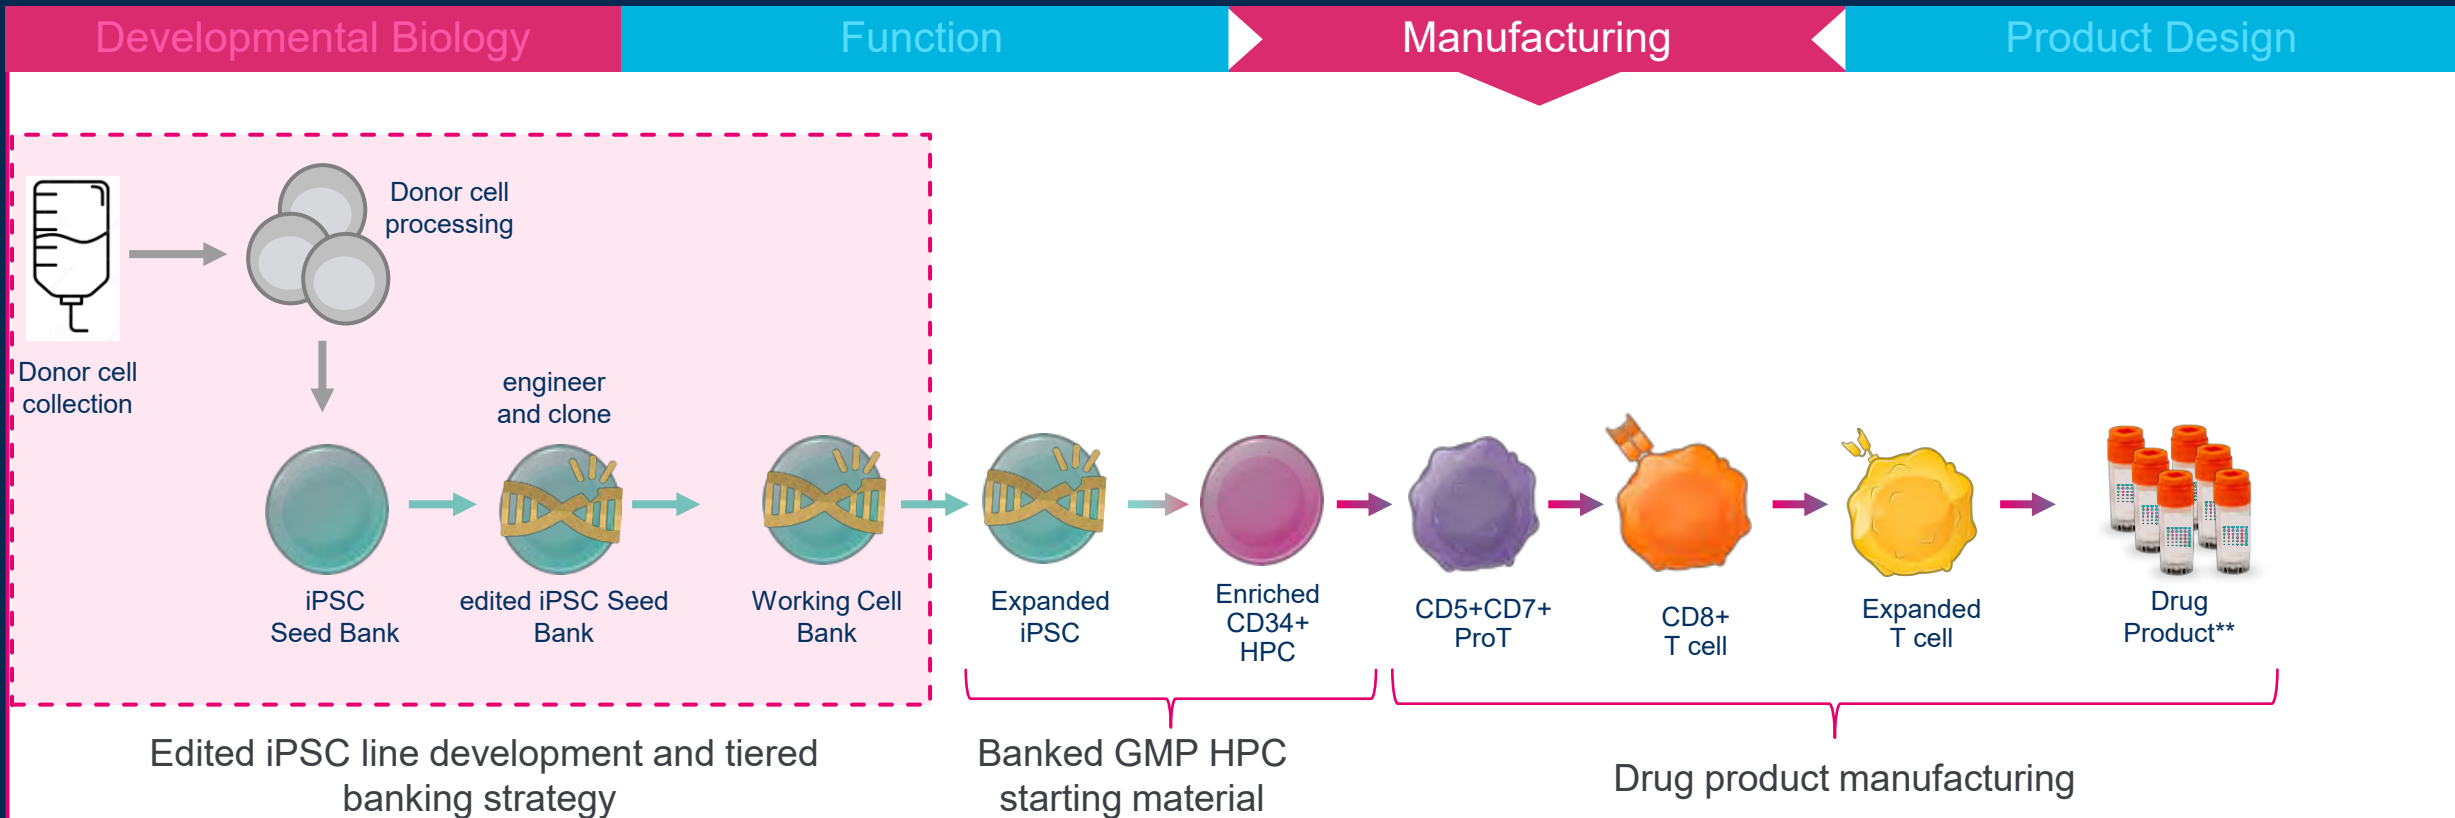 Developmental Biology
Function
Manufacturing
Product Design
Donor cell
processing
Donor cell
collection
engineer
and clone
iPSC
Seed Bank
edited iPSC Seed
Bank
Working Cell
Bank
Expanded
iPSC
Enriched
CD34+
HPC
CD5+CD7+
ProT
CD8+
T cell
Expanded
T cell
Drug
Product**
Edited iPSC line development and tiered
banking strategy
Banked GMP HPC
starting material
Drug product manufacturing